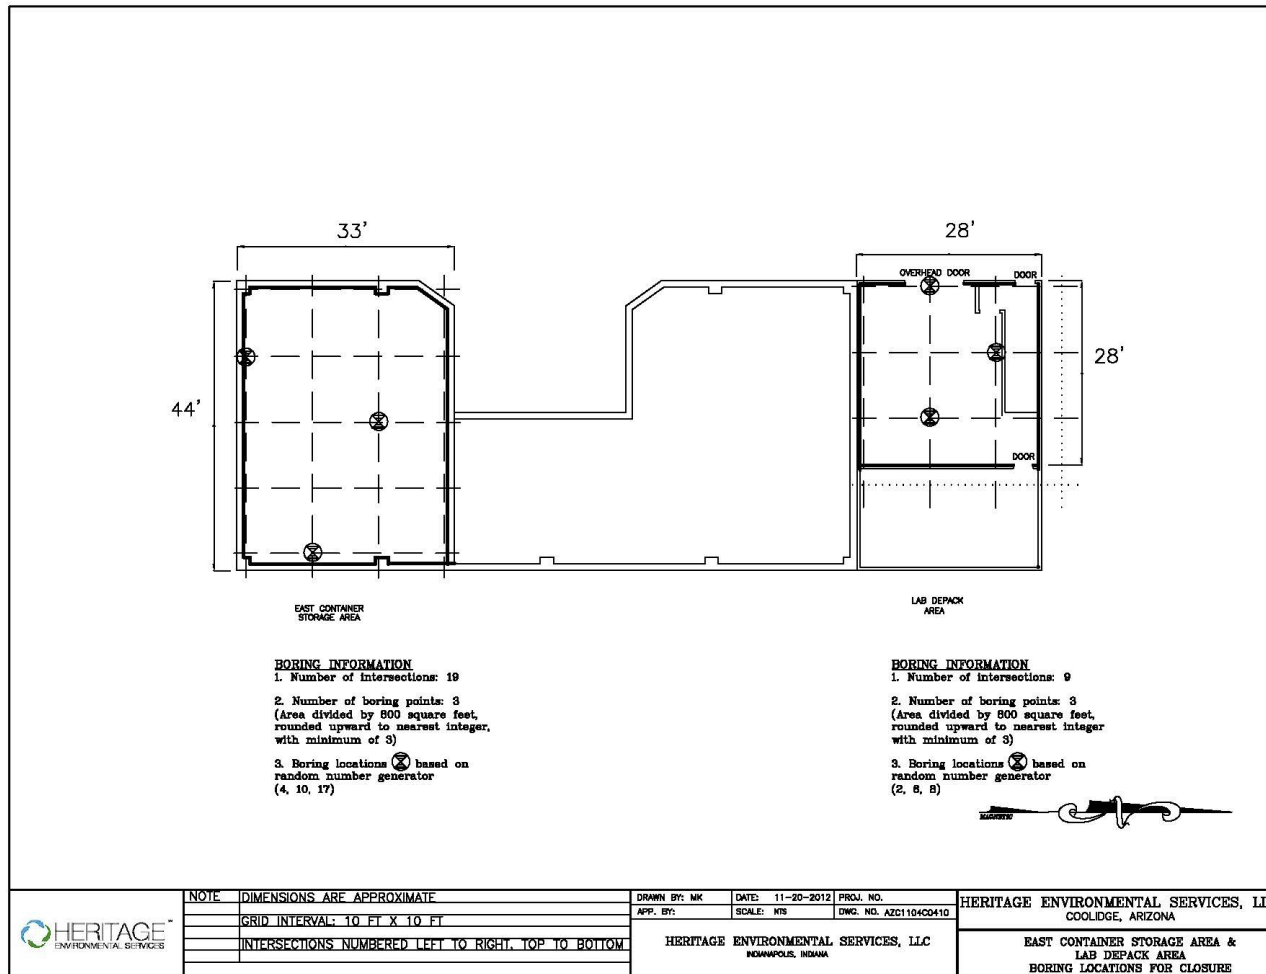 33'
28'
OVERHEAD DOOR
DOOR
28'
44'
DOOR
EAST CONTAINER
STORAGE AREA
LAB DEPACK
AREA
BORING INFORMATION
1. Number of intersections: 19
2. Number of boring points: 3
(Area divided by 800 square feet,
rounded upward to nearest integer,
with minimum of 3)
3. Boring locations based on
random number generator
(4, 10, 17)
BORING INFORMATION
1. Number of intersections: 9
2. Number of boring points: 3
(Area divided by 800 square feet,
rounded upward to nearest integer
with minimum of 3)
3. Boring locations based on
random number generator
(2, 6, 8)
MAGNETIC
HERITAGE™
ENVIRONMENTAL SERVICES
NOTE DIMENSIONS ARE APPROXIMATE
GRID INTERVAL: 10 FT X 10 FT
INTERSECTIONS NUMBERED LEFT TO RIGHT, TOP TO BOTTOM
DRAWN BY: MK DATE: 11-20-2012 PROJ. NO.
APP. BY: SCALE: NTS DWG. NO. AZC1104C0410
HERITAGE ENVIRONMENTAL SERVICES, LLC
INDIANAPOLIS, INDIANA
HERITAGE ENVIRONMENTAL SERVICES, LL
COOLIDGE, ARIZONA
EAST CONTAINER STORAGE AREA &
LAB DEPACK AREA
BORING LOCATIONS FOR CLOSURE